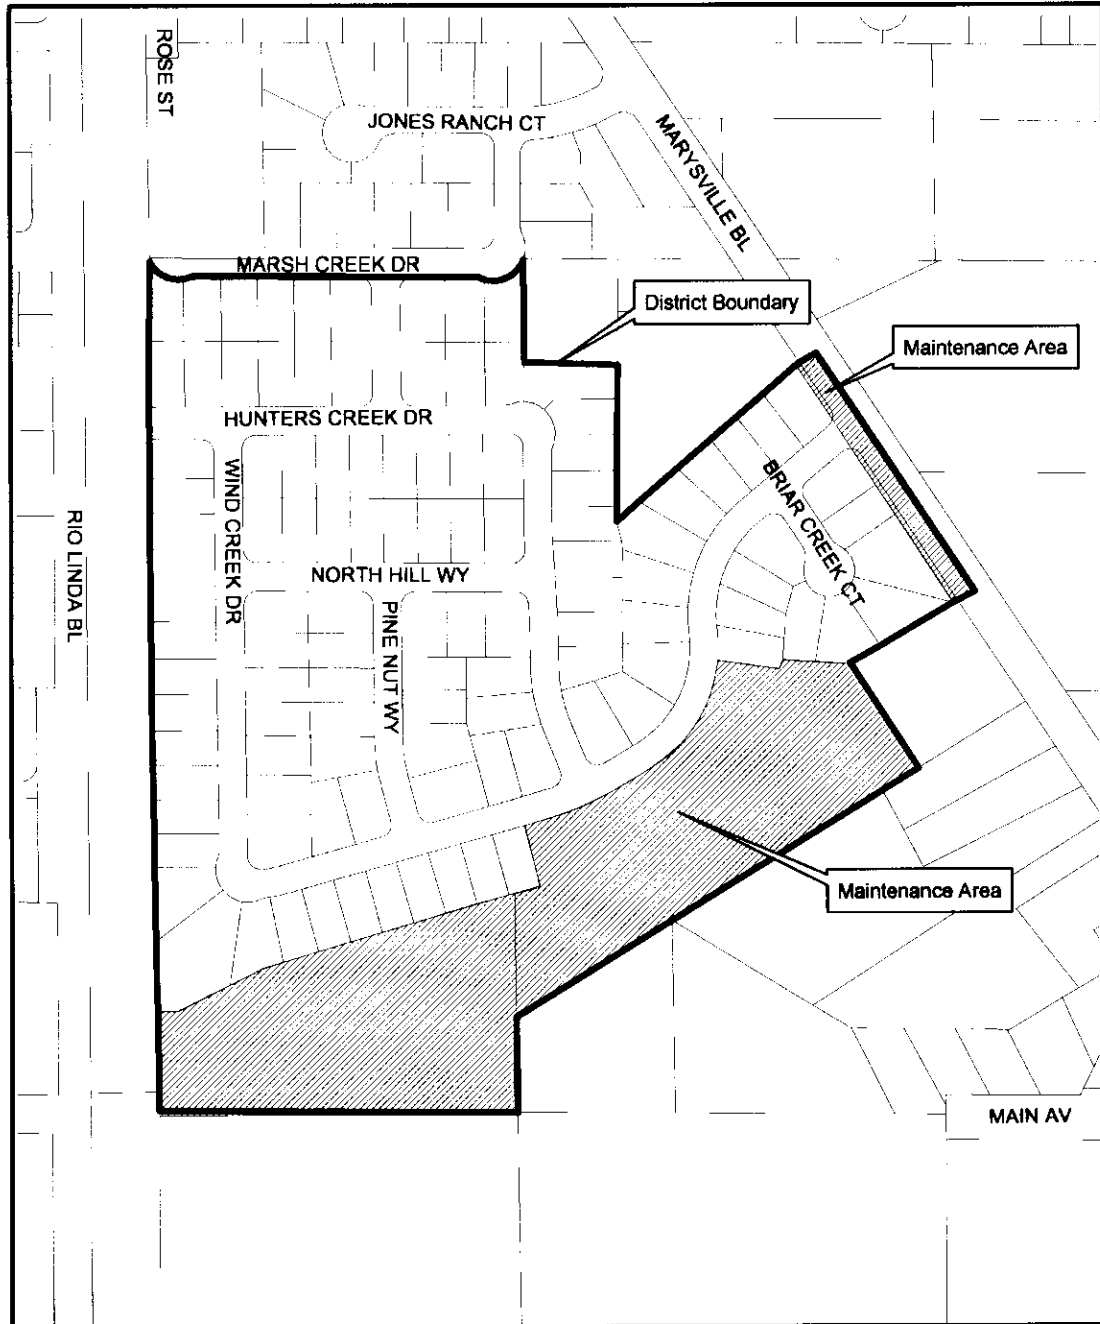 ROSE ST
JONES RANCH CT
MARYSVILLE BL
MARSH CREEK DR
District Boundary
Maintenance Area
HUNTERS CREEK DR
WIND CREEK DR
BRIAR CREEK CT
RIO LINDA BL
NORTH HILL WY
PINE NUT WY
Maintenance Area
MAIN AV